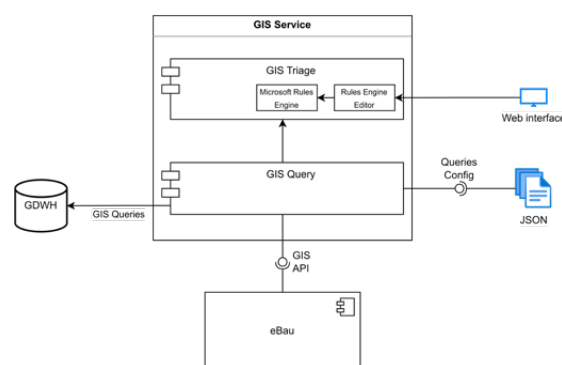 GIS Service
GIS Triage
Microsoft Rules
Engine
Rules Engine
Editor
Web interface
GIS Query
Queries
Config
JSON
GDWH
GIS Queries
GIS
API
eBau